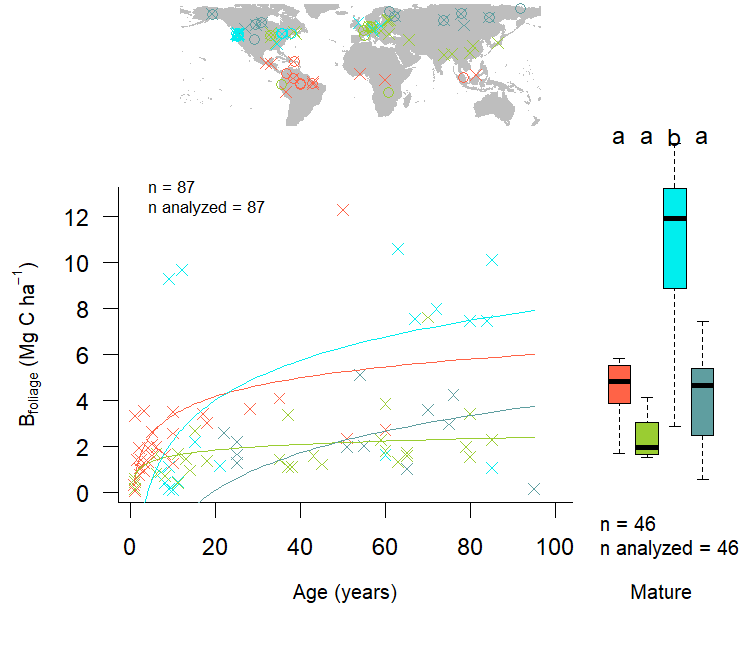 a a b a
n = 87
n analyzed = 87
12
10
8
6
4
2
0
B foliage (Mg C ha⁻¹)
0 20 40 60 80 100
Age (years)
n = 46
n analyzed = 46
Mature